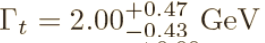 Γ_t = 2.00^{+0.47}_{-0.43} GeV